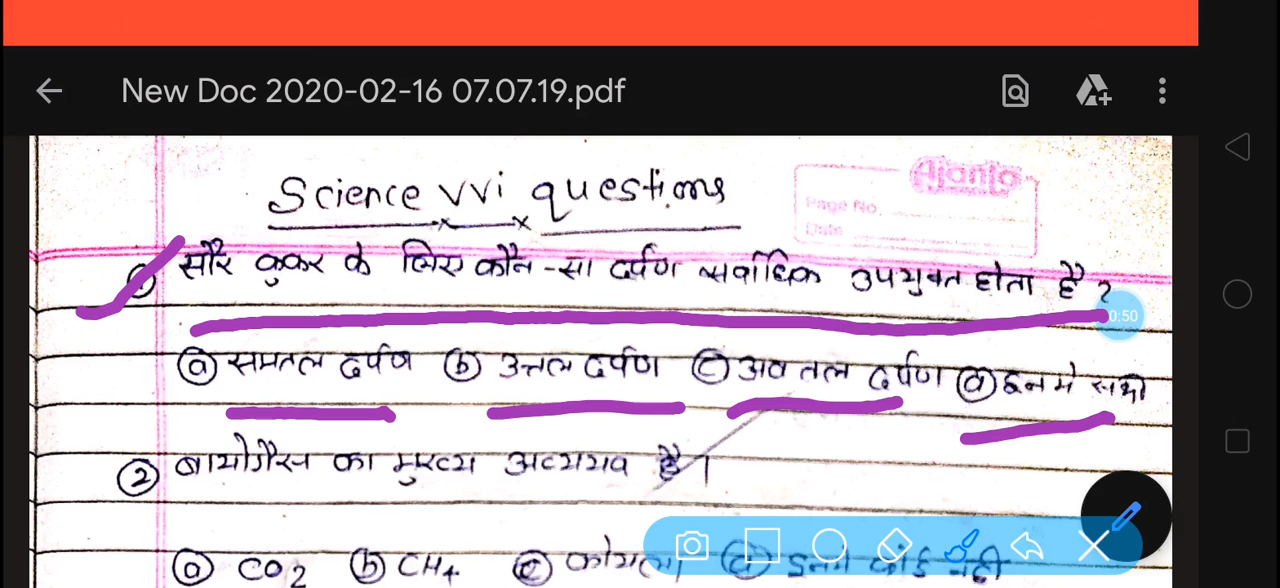 New Doc 2020-02-16 07.07.19.pdf
Science VVI questions
Ajanta
Page No.
Date
① सौर कुकर के लिए कौन-सा दर्पण सर्वाधिक उपयुक्त होता है ?
0:50
ⓐ समतल दर्पण ⓑ उत्तल दर्पण ⓒ अवतल दर्पण ⓓ इनमे सभी
② बायोगैस का मुख्य अवयव है।
ⓐ CO2 ⓑ CH4 ⓒ कोयला ⓓ इनमे कोई नही